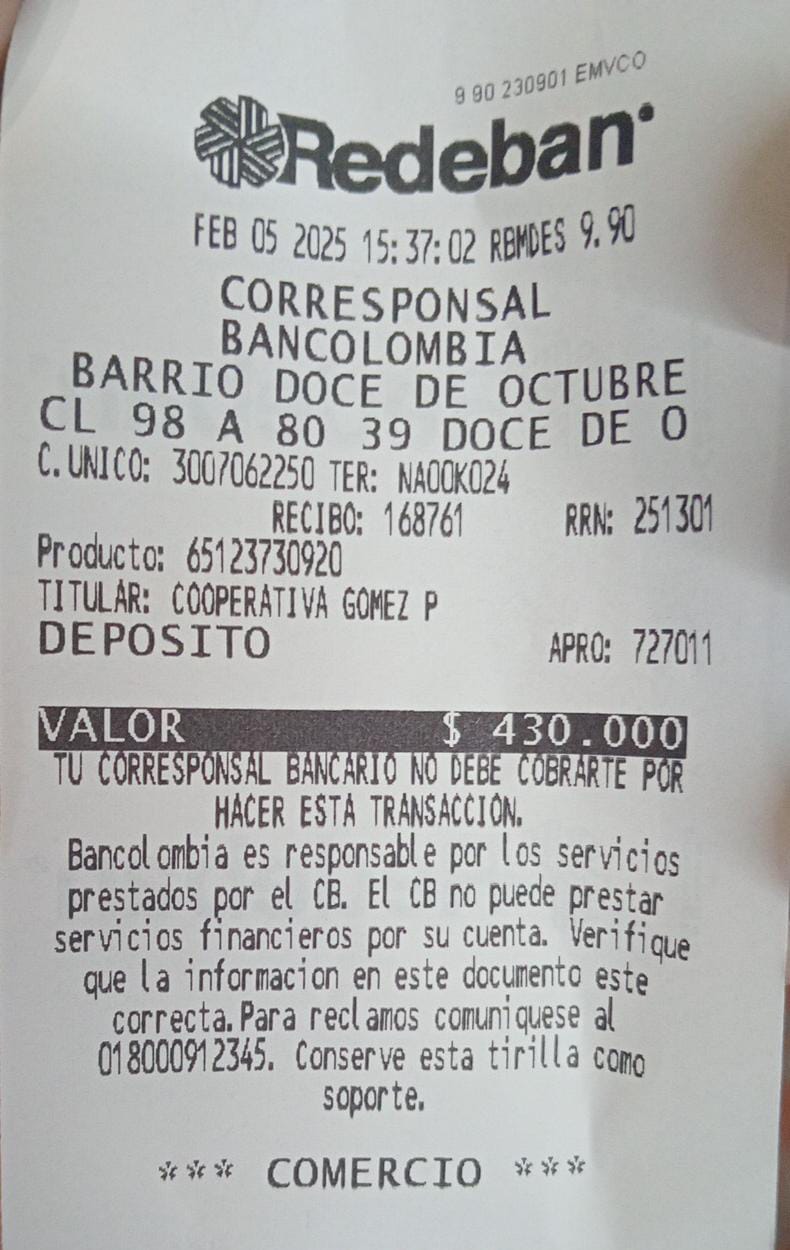 9 90 230901 EMVCO
Redeban
FEB 05 2025 15:37:02 RBMDES 9.90
CORRESPONSAL
BANCOLOMBIA
BARRIO DOCE DE OCTUBRE
CL 98 A 80 39 DOCE DE O
C.UNICO: 3007062250 TER: NA00K024
RECIBO: 168761 RRN: 251301
Producto: 65123730920
TITULAR: COOPERATIVA GOMEZ P
DEPOSITO APRO: 727011
VALOR $ 430.000
TU CORRESPONSAL BANCARIO NO DEBE COBRARTE POR
HACER ESTA TRANSACCIÓN.
Bancolombia es responsable por los servicios
prestados por el CB. El CB no puede prestar
servicios financieros por su cuenta. Verifique
que la informacion en este documento este
correcta.Para reclamos comuniquese al
018000912345. Conserve esta tirilla como
soporte.
*** COMERCIO ***